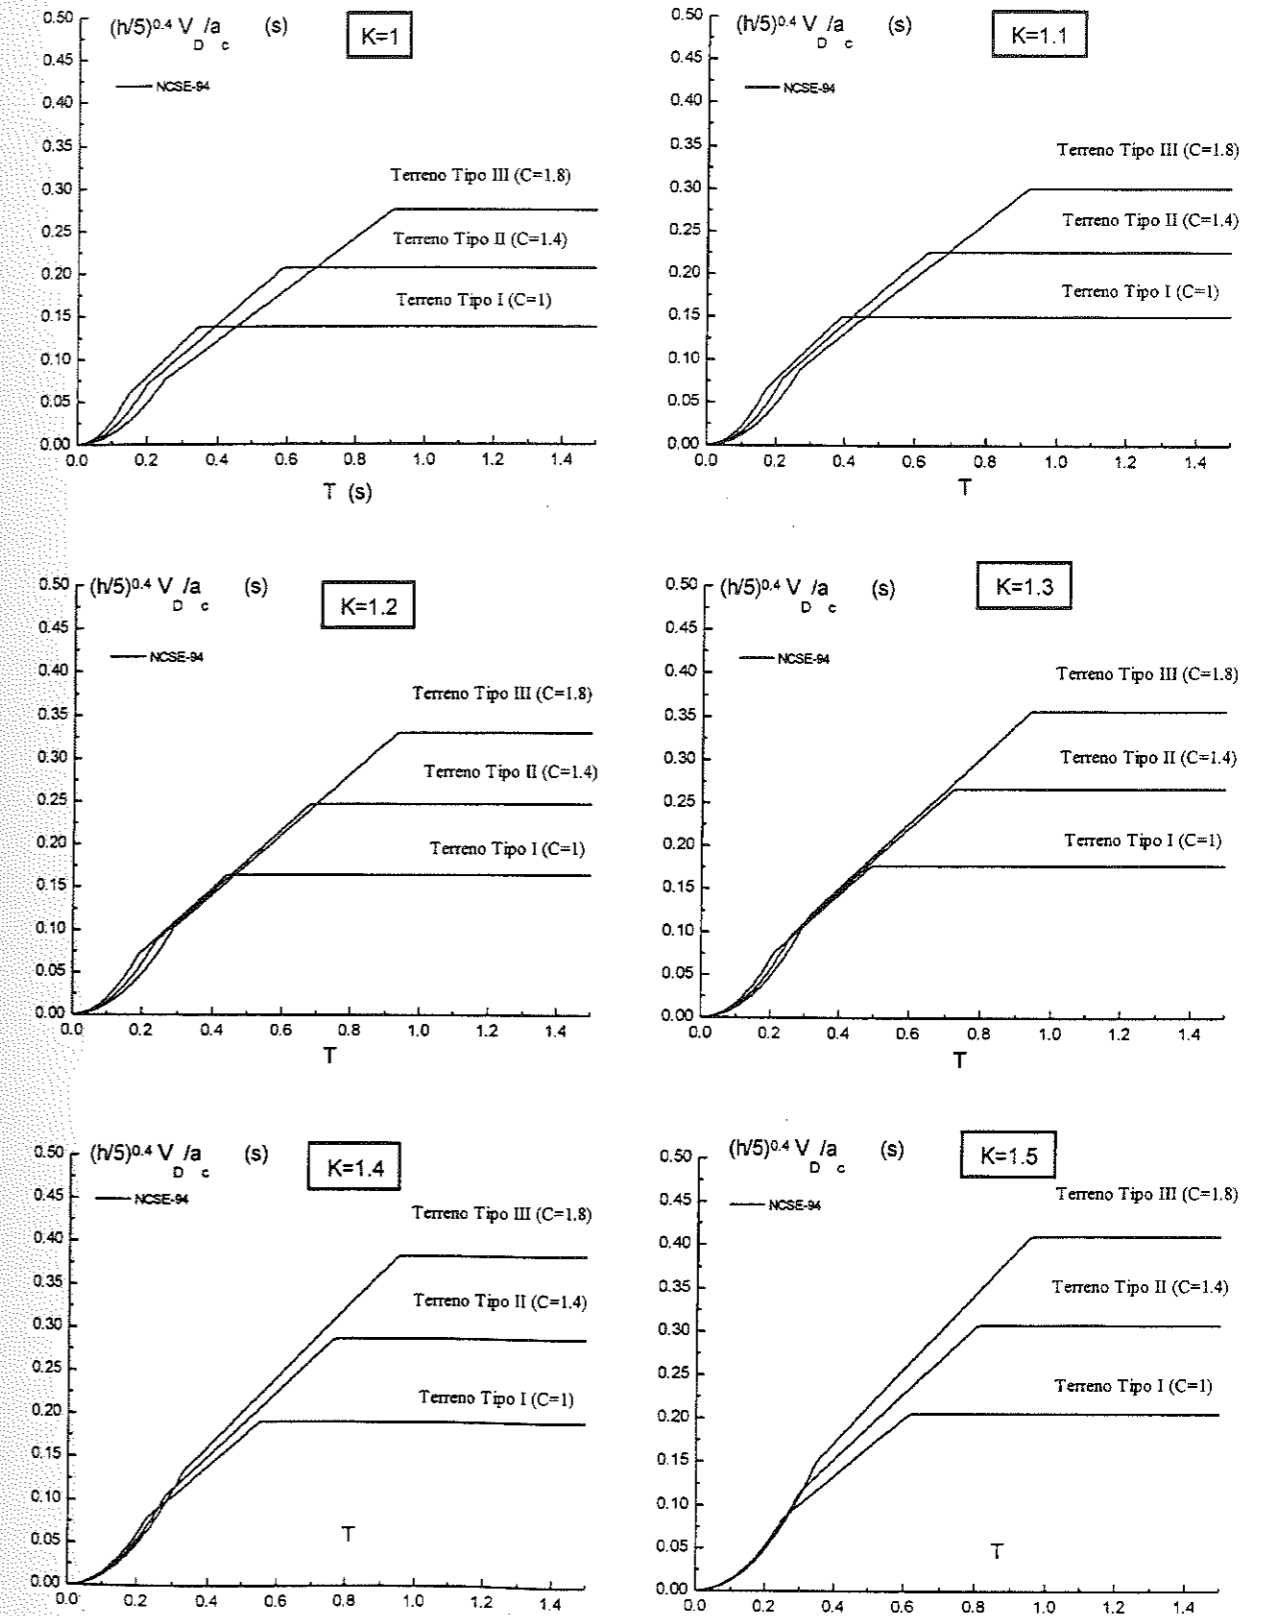 (h/5)^0.4 V_D/a_c (s)
K=1
NCSE-94
Terreno Tipo III (C=1.8)
Terreno Tipo II (C=1.4)
Terreno Tipo I (C=1)
0.50
0.45
0.40
0.35
0.30
0.25
0.20
0.15
0.10
0.05
0.00
0.0 0.2 0.4 0.6 0.8 1.0 1.2 1.4
T (s)
(h/5)^0.4 V_D/a_c (s)
K=1.1
NCSE-94
Terreno Tipo III (C=1.8)
Terreno Tipo II (C=1.4)
Terreno Tipo I (C=1)
0.50
0.45
0.40
0.35
0.30
0.25
0.20
0.15
0.10
0.05
0.00
0.0 0.2 0.4 0.6 0.8 1.0 1.2 1.4
T
(h/5)^0.4 V_D/a_c (s)
K=1.2
NCSE-94
Terreno Tipo III (C=1.8)
Terreno Tipo II (C=1.4)
Terreno Tipo I (C=1)
0.50
0.45
0.40
0.35
0.30
0.25
0.20
0.15
0.10
0.05
0.00
0.0 0.2 0.4 0.6 0.8 1.0 1.2 1.4
T
(h/5)^0.4 V_D/a_c (s)
K=1.3
NCSE-94
Terreno Tipo III (C=1.8)
Terreno Tipo II (C=1.4)
Terreno Tipo I (C=1)
0.50
0.45
0.40
0.35
0.30
0.25
0.20
0.15
0.10
0.05
0.00
0.0 0.2 0.4 0.6 0.8 1.0 1.2 1.4
T
(h/5)^0.4 V_D/a_c (s)
K=1.4
NCSE-94
Terreno Tipo III (C=1.8)
Terreno Tipo II (C=1.4)
Terreno Tipo I (C=1)
0.50
0.45
0.40
0.35
0.30
0.25
0.20
0.15
0.10
0.05
0.00
T
0.0 0.2 0.4 0.6 0.8 1.0 1.2 1.4
(h/5)^0.4 V_D/a_c (s)
K=1.5
NCSE-94
Terreno Tipo III (C=1.8)
Terreno Tipo II (C=1.4)
Terreno Tipo I (C=1)
0.50
0.45
0.40
0.35
0.30
0.25
0.20
0.15
0.10
0.05
0.00
T
0.0 0.2 0.4 0.6 0.8 1.0 1.2 1.4